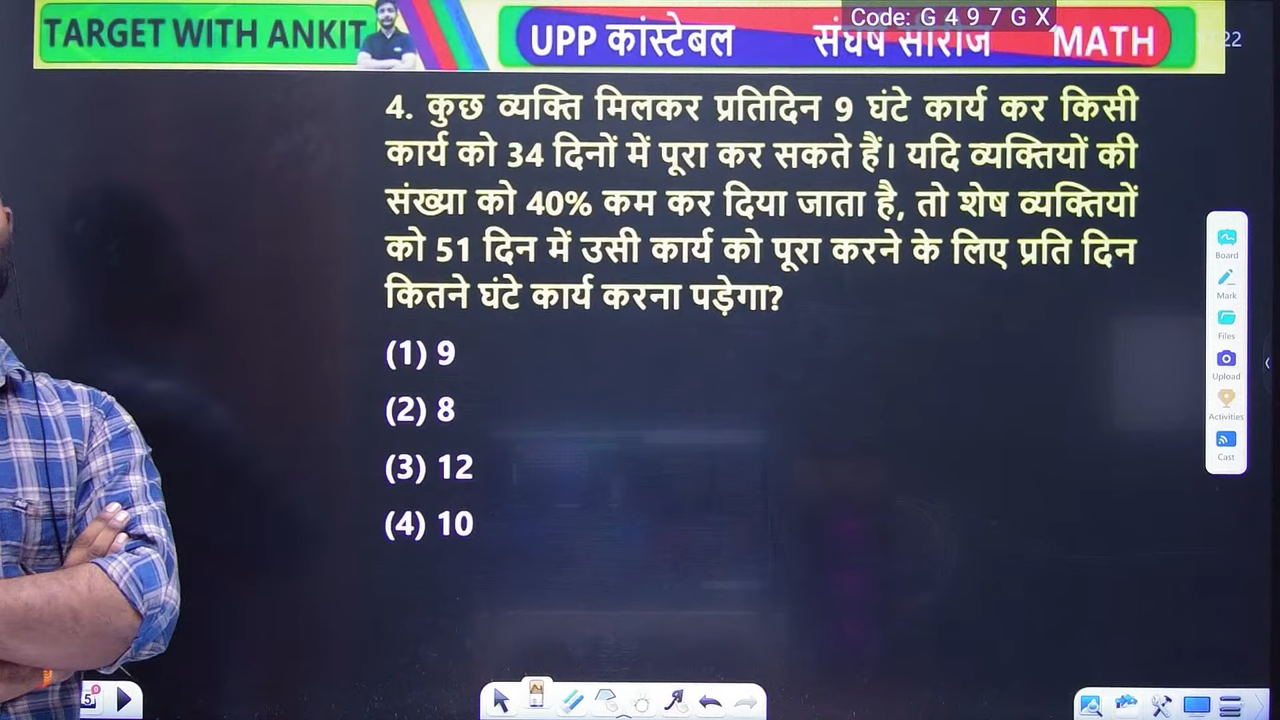 TARGET WITH ANKIT
UPP कांस्टेबल संघर्ष सीरीज MATH
Code: G 4 9 7 G X
4. कुछ व्यक्ति मिलकर प्रतिदिन 9 घंटे कार्य कर किसी
कार्य को 34 दिनों में पूरा कर सकते हैं। यदि व्यक्तियों की
संख्या को 40% कम कर दिया जाता है, तो शेष व्यक्तियों
को 51 दिन में उसी कार्य को पूरा करने के लिए प्रति दिन
कितने घंटे कार्य करना पड़ेगा?
(1) 9
(2) 8
(3) 12
(4) 10
Board
Mark
Files
Upload
Activities
Cast